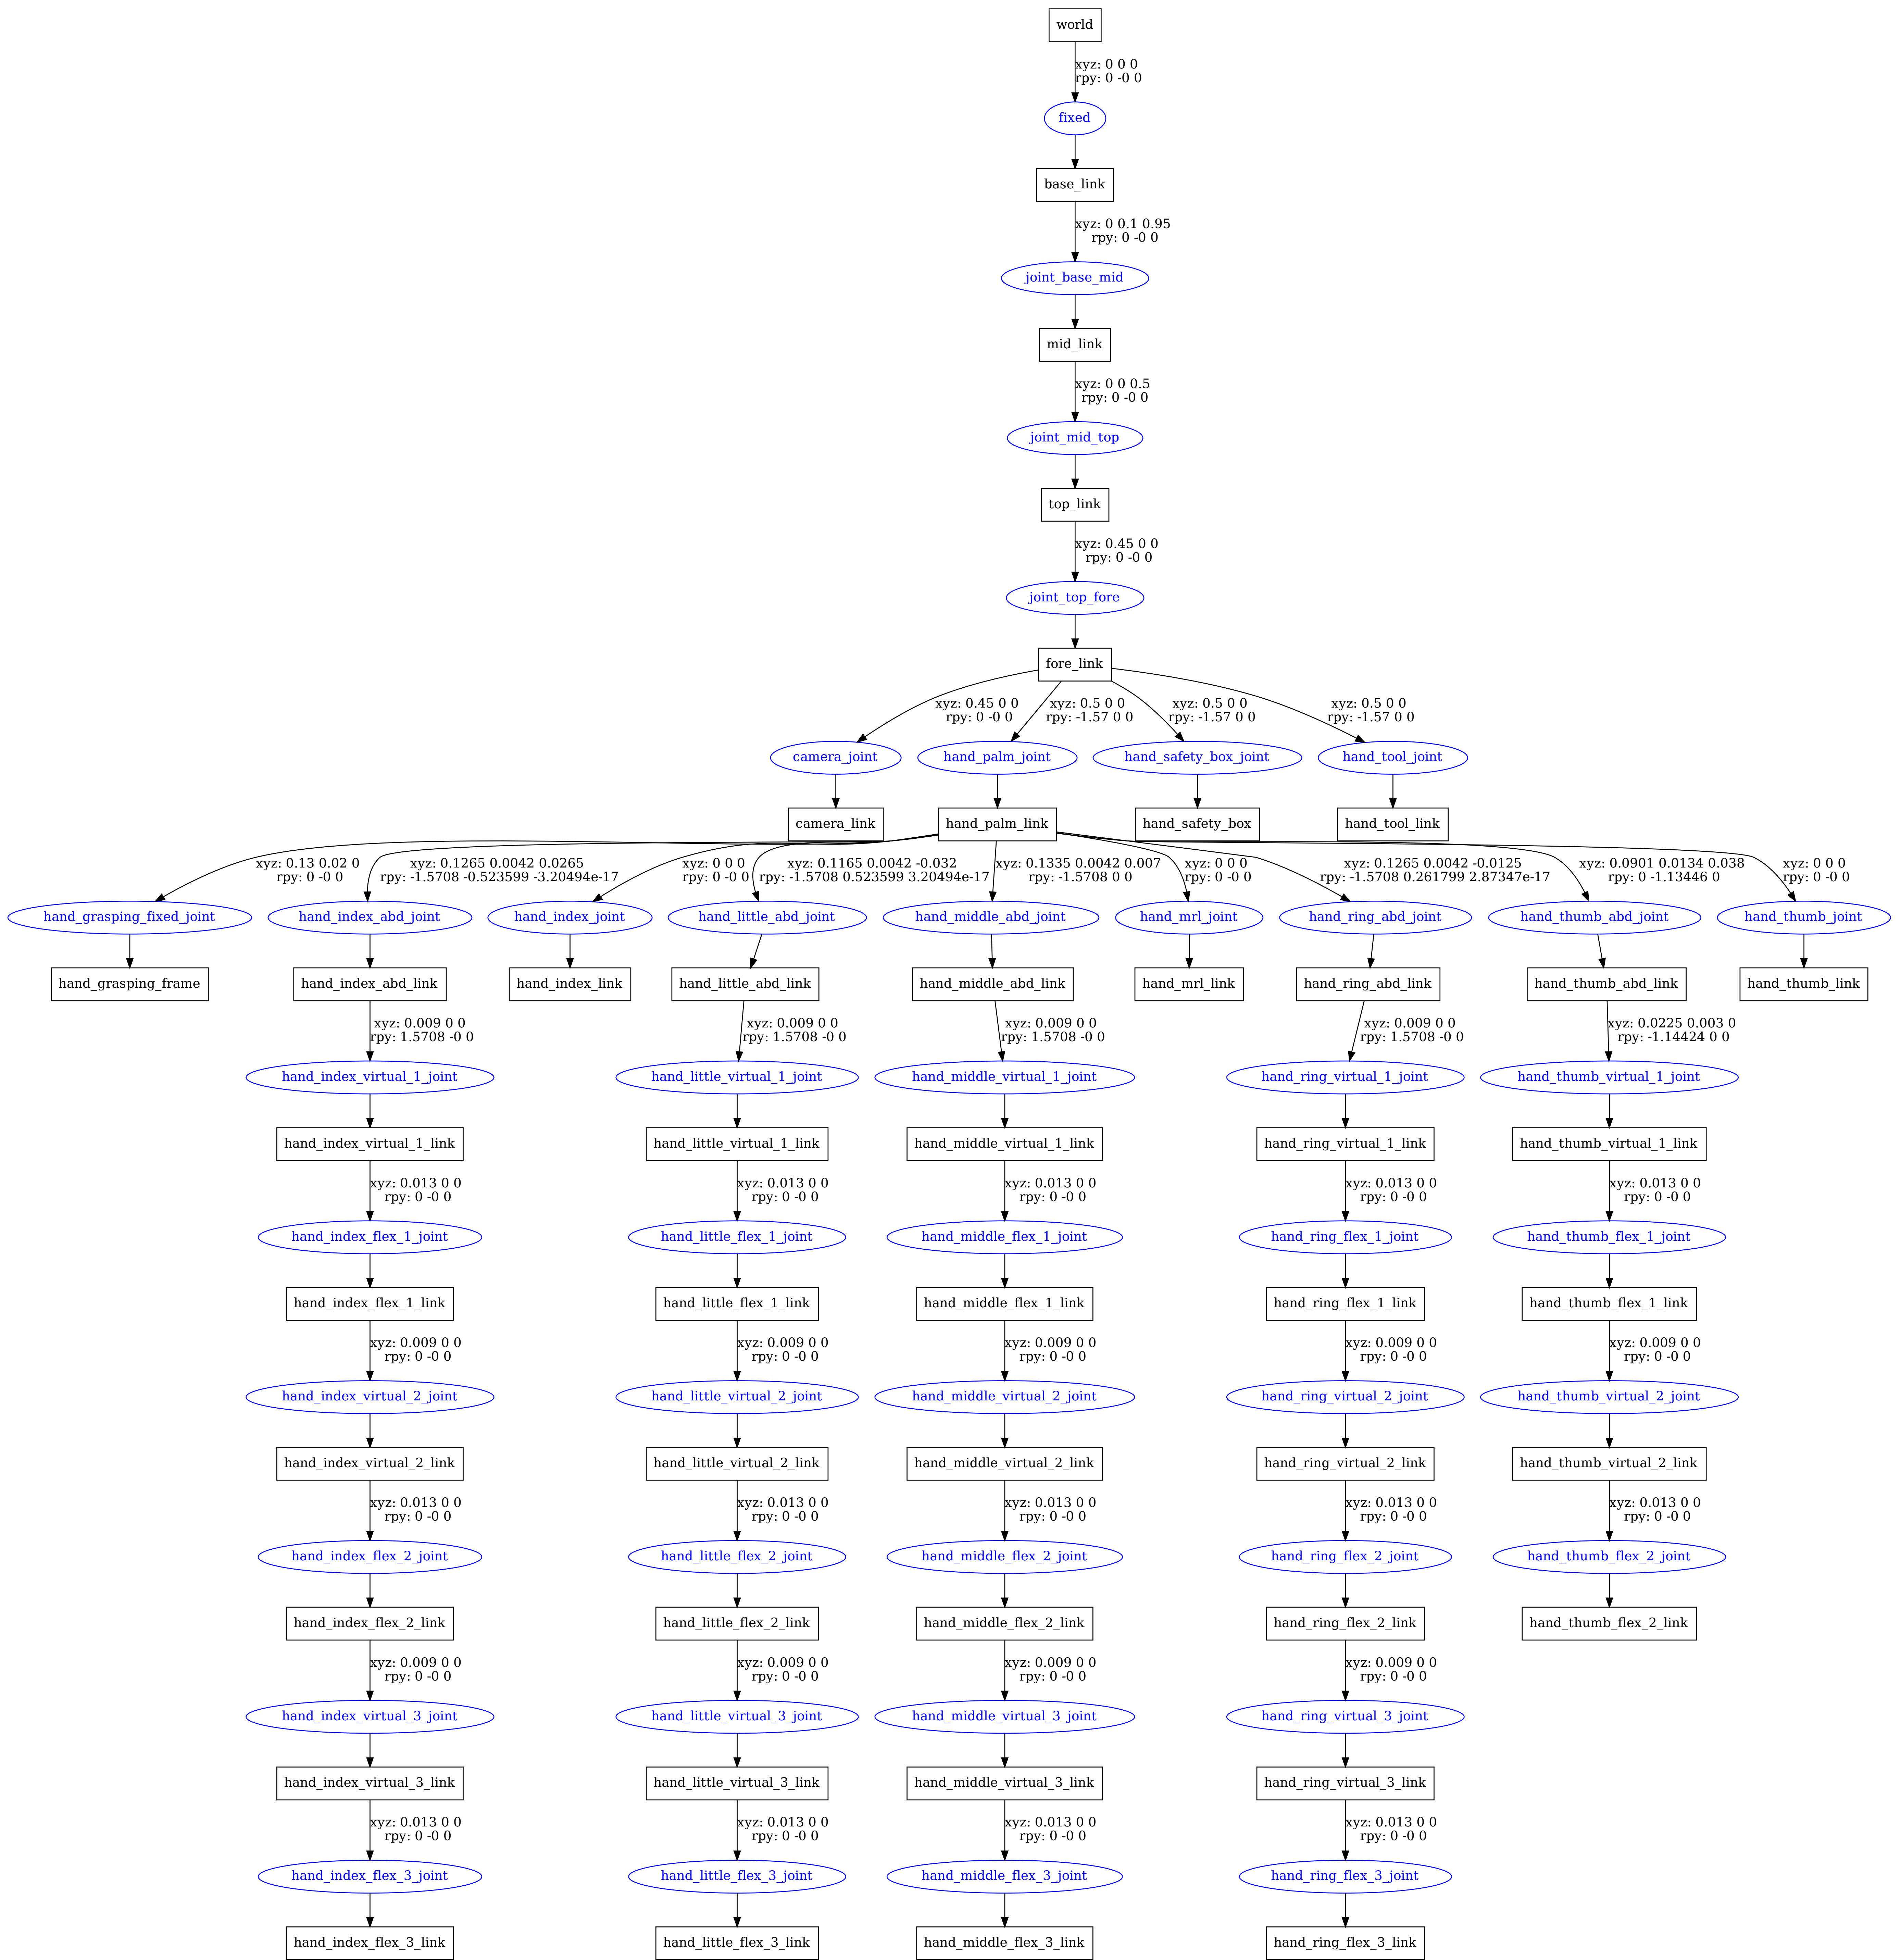 world
xyz: 0 0 0
rpy: 0 -0 0
fixed
base_link
xyz: 0 0.1 0.95
rpy: 0 -0 0
joint_base_mid
mid_link
xyz: 0 0 0.5
rpy: 0 -0 0
joint_mid_top
top_link
xyz: 0.45 0 0
rpy: 0 -0 0
joint_top_fore
fore_link
xyz: 0.45 0 0
rpy: 0 -0 0
xyz: 0.5 0 0
rpy: -1.57 0 0
xyz: 0.5 0 0
rpy: -1.57 0 0
xyz: 0.5 0 0
rpy: -1.57 0 0
camera_joint
hand_palm_joint
hand_safety_box_joint
hand_tool_joint
camera_link
hand_palm_link
hand_safety_box
hand_tool_link
xyz: 0.13 0.02 0
rpy: 0 -0 0
xyz: 0.1265 0.0042 0.0265
rpy: -1.5708 -0.523599 -3.20494e-17
xyz: 0 0 0
rpy: 0 -0 0
xyz: 0.1165 0.0042 -0.032
rpy: -1.5708 0.523599 3.20494e-17
xyz: 0.1335 0.0042 0.007
rpy: -1.5708 0 0
xyz: 0 0 0
rpy: 0 -0 0
xyz: 0.1265 0.0042 -0.0125
rpy: -1.5708 0.261799 2.87347e-17
xyz: 0.0901 0.0134 0.038
rpy: 0 -1.13446 0
xyz: 0 0 0
rpy: 0 -0 0
hand_grasping_fixed_joint
hand_index_abd_joint
hand_index_joint
hand_little_abd_joint
hand_middle_abd_joint
hand_mrl_joint
hand_ring_abd_joint
hand_thumb_abd_joint
hand_thumb_joint
hand_grasping_frame
hand_index_abd_link
hand_index_link
hand_little_abd_link
hand_middle_abd_link
hand_mrl_link
hand_ring_abd_link
hand_thumb_abd_link
hand_thumb_link
xyz: 0.009 0 0
rpy: 1.5708 -0 0
xyz: 0.009 0 0
rpy: 1.5708 -0 0
xyz: 0.009 0 0
rpy: 1.5708 -0 0
xyz: 0.009 0 0
rpy: 1.5708 -0 0
xyz: 0.0225 0.003 0
rpy: -1.14424 0 0
hand_index_virtual_1_joint
hand_little_virtual_1_joint
hand_middle_virtual_1_joint
hand_ring_virtual_1_joint
hand_thumb_virtual_1_joint
hand_index_virtual_1_link
hand_little_virtual_1_link
hand_middle_virtual_1_link
hand_ring_virtual_1_link
hand_thumb_virtual_1_link
xyz: 0.013 0 0
rpy: 0 -0 0
xyz: 0.013 0 0
rpy: 0 -0 0
xyz: 0.013 0 0
rpy: 0 -0 0
xyz: 0.013 0 0
rpy: 0 -0 0
xyz: 0.013 0 0
rpy: 0 -0 0
hand_index_flex_1_joint
hand_little_flex_1_joint
hand_middle_flex_1_joint
hand_ring_flex_1_joint
hand_thumb_flex_1_joint
hand_index_flex_1_link
hand_little_flex_1_link
hand_middle_flex_1_link
hand_ring_flex_1_link
hand_thumb_flex_1_link
xyz: 0.009 0 0
rpy: 0 -0 0
xyz: 0.009 0 0
rpy: 0 -0 0
xyz: 0.009 0 0
rpy: 0 -0 0
xyz: 0.009 0 0
rpy: 0 -0 0
xyz: 0.009 0 0
rpy: 0 -0 0
hand_index_virtual_2_joint
hand_little_virtual_2_joint
hand_middle_virtual_2_joint
hand_ring_virtual_2_joint
hand_thumb_virtual_2_joint
hand_index_virtual_2_link
hand_little_virtual_2_link
hand_middle_virtual_2_link
hand_ring_virtual_2_link
hand_thumb_virtual_2_link
xyz: 0.013 0 0
rpy: 0 -0 0
xyz: 0.013 0 0
rpy: 0 -0 0
xyz: 0.013 0 0
rpy: 0 -0 0
xyz: 0.013 0 0
rpy: 0 -0 0
xyz: 0.013 0 0
rpy: 0 -0 0
hand_index_flex_2_joint
hand_little_flex_2_joint
hand_middle_flex_2_joint
hand_ring_flex_2_joint
hand_thumb_flex_2_joint
hand_index_flex_2_link
hand_little_flex_2_link
hand_middle_flex_2_link
hand_ring_flex_2_link
hand_thumb_flex_2_link
xyz: 0.009 0 0
rpy: 0 -0 0
xyz: 0.009 0 0
rpy: 0 -0 0
xyz: 0.009 0 0
rpy: 0 -0 0
xyz: 0.009 0 0
rpy: 0 -0 0
hand_index_virtual_3_joint
hand_little_virtual_3_joint
hand_middle_virtual_3_joint
hand_ring_virtual_3_joint
hand_index_virtual_3_link
hand_little_virtual_3_link
hand_middle_virtual_3_link
hand_ring_virtual_3_link
xyz: 0.013 0 0
rpy: 0 -0 0
xyz: 0.013 0 0
rpy: 0 -0 0
xyz: 0.013 0 0
rpy: 0 -0 0
xyz: 0.013 0 0
rpy: 0 -0 0
hand_index_flex_3_joint
hand_little_flex_3_joint
hand_middle_flex_3_joint
hand_ring_flex_3_joint
hand_index_flex_3_link
hand_little_flex_3_link
hand_middle_flex_3_link
hand_ring_flex_3_link